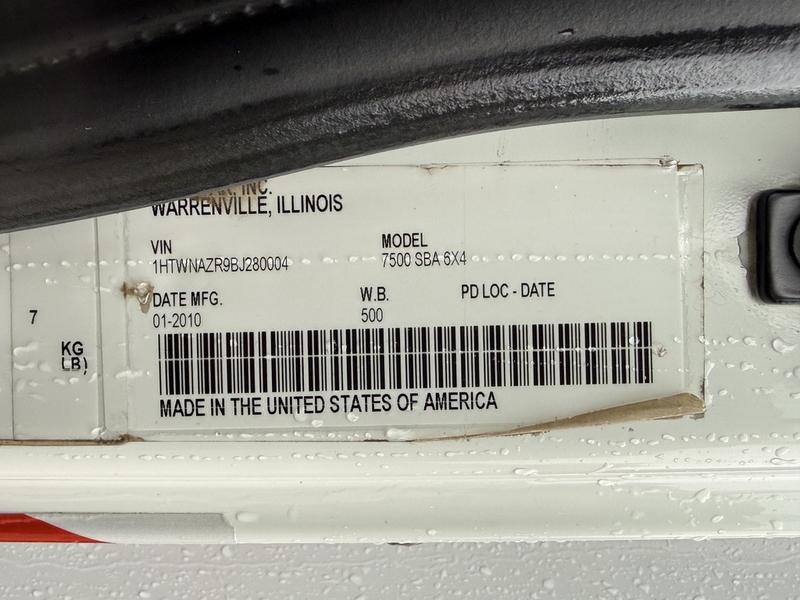 INC.
WARRENVILLE, ILLINOIS
VIN MODEL
1HTWNAZR9BJ280004 7500 SBA 6X4
DATE MFG. W.B. PD LOC - DATE
01-2010 500
MADE IN THE UNITED STATES OF AMERICA
7
KG
LB)